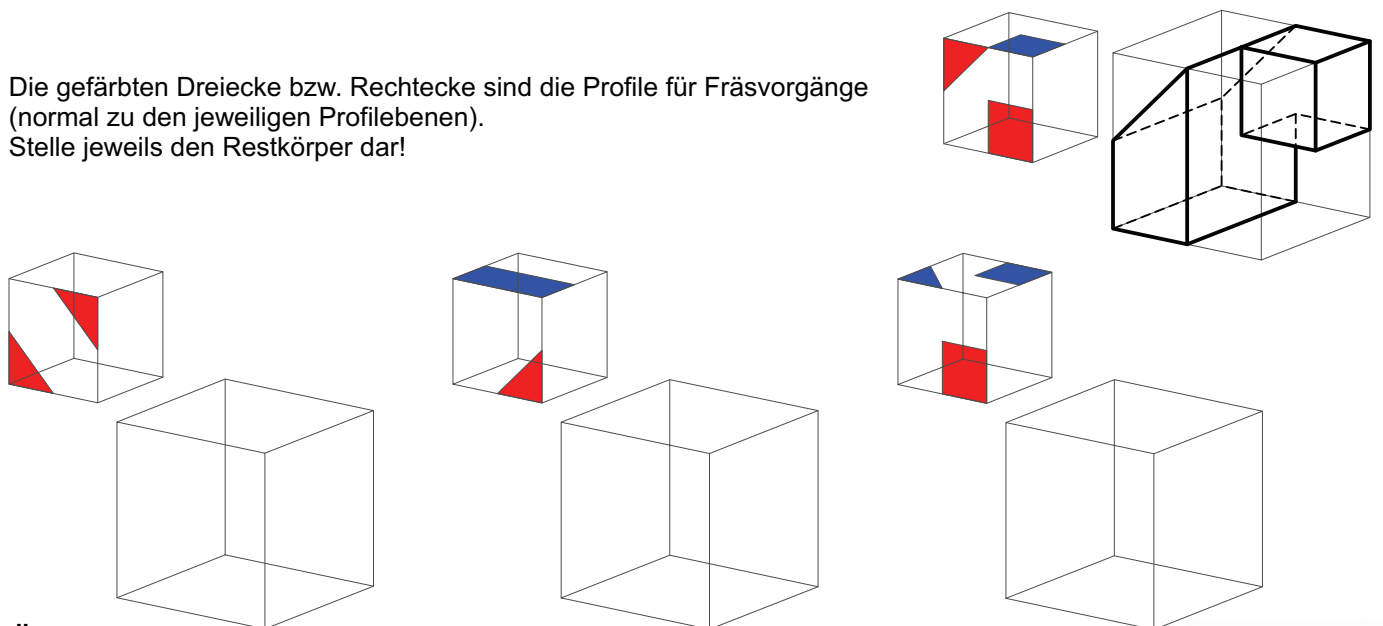 Die gefärbten Dreiecke bzw. Rechtecke sind die Profile für Fräsvorgänge
(normal zu den jeweiligen Profilebenen).
Stelle jeweils den Restkörper dar!